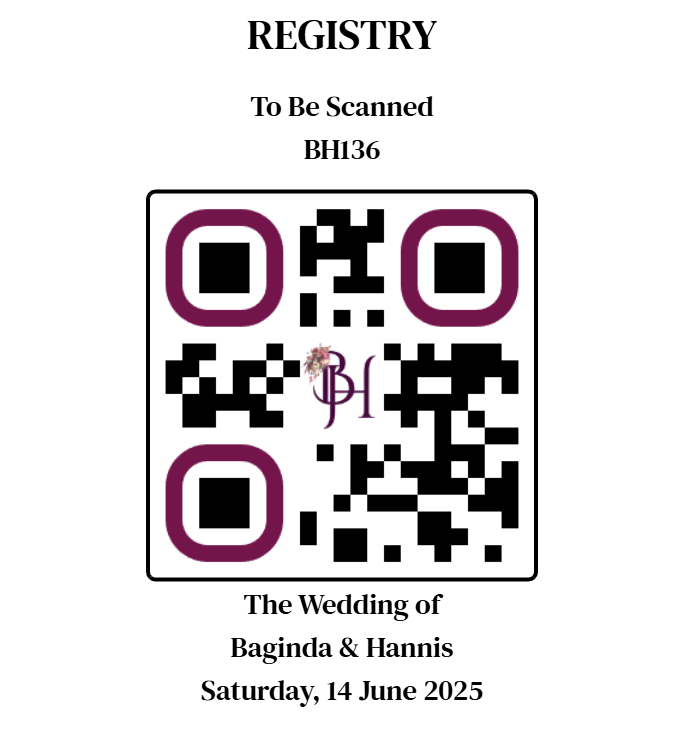 REGISTRY
To Be Scanned
BH136
BH
The Wedding of
Baginda & Hannis
Saturday, 14 June 2025